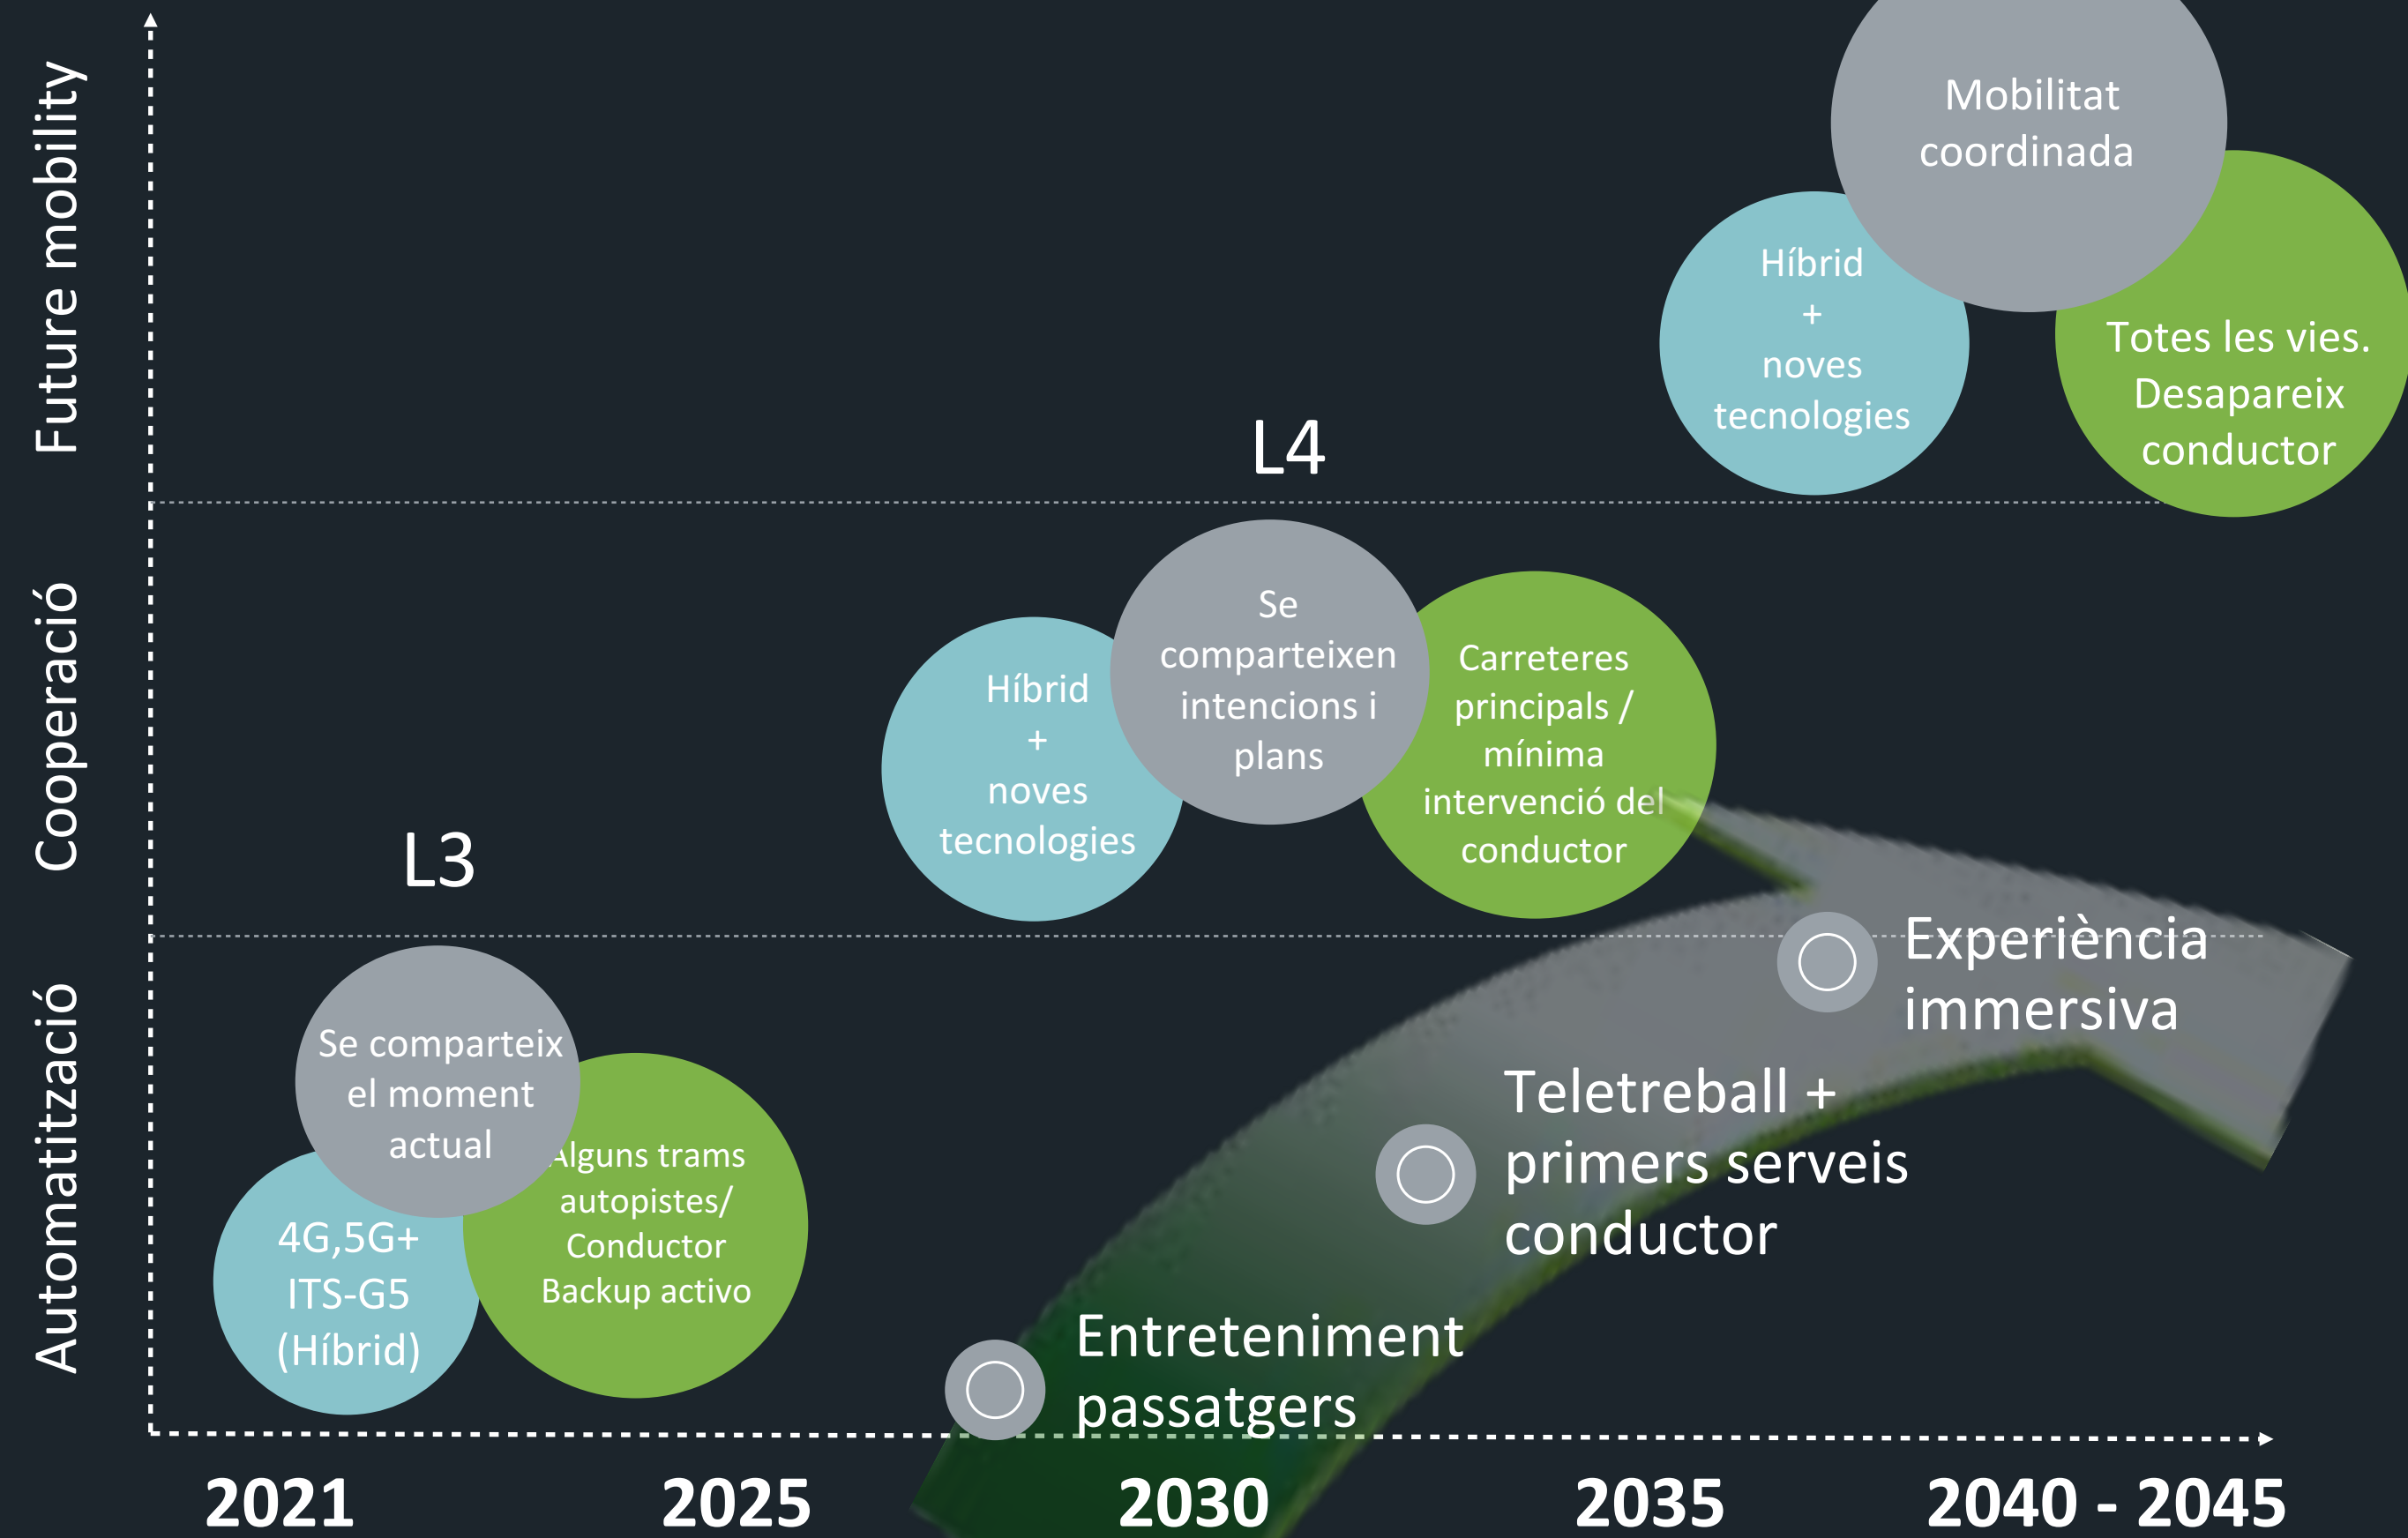 Future mobility
Cooperació
Automatització
Mobilitat
coordinada
Híbrid
+
noves
tecnologies
Totes les vies.
Desapareix
conductor
L4
Híbrid
+
noves
tecnologies
Se
comparteixen
intencions i
plans
Carreteres
principals /
mínima
intervenció del
conductor
L3
Se comparteix
el moment
actual
4G,5G+
ITS-G5
(Híbrid)
Alguns trams
autopistes/
Conductor
Backup activo
Experiència
immersiva
Teletreball +
primers serveis
conductor
Entreteniment
passatgers
2021
2025
2030
2035
2040 - 2045